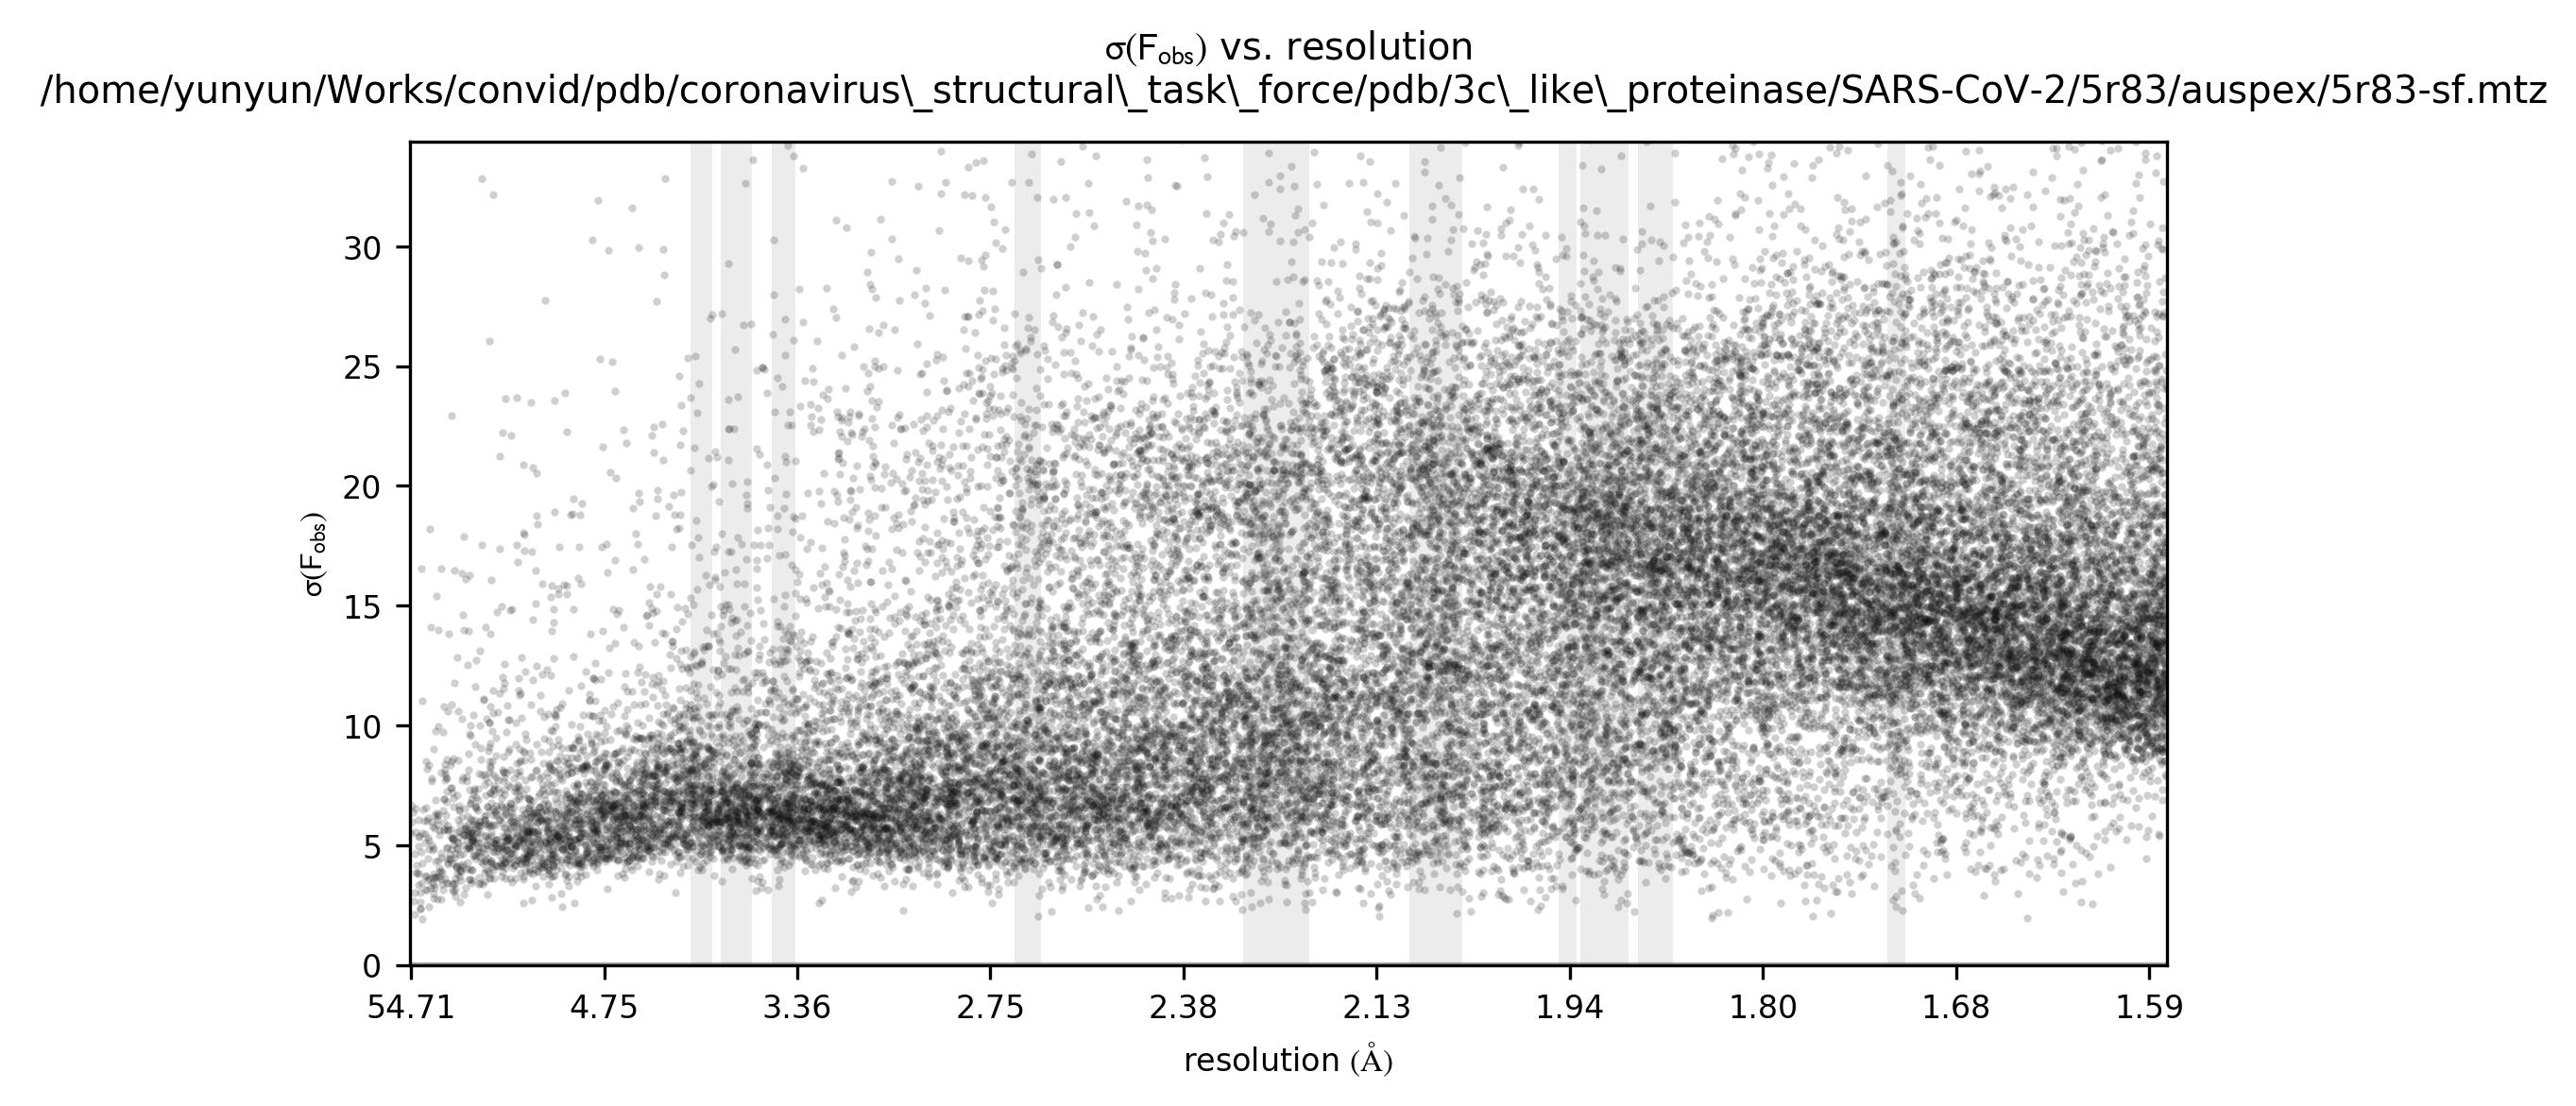 σ(Fobs) vs. resolution
/home/yunyun/Works/convid/pdb/coronavirus\_structural\_task\_force/pdb/3c\_like\_proteinase/SARS-CoV-2/5r83/auspex/5r83-sf.mtz
30
25
20
15
10
5
0
σ(Fobs)
54.71 4.75 3.36 2.75 2.38 2.13 1.94 1.80 1.68 1.59
resolution (Å)